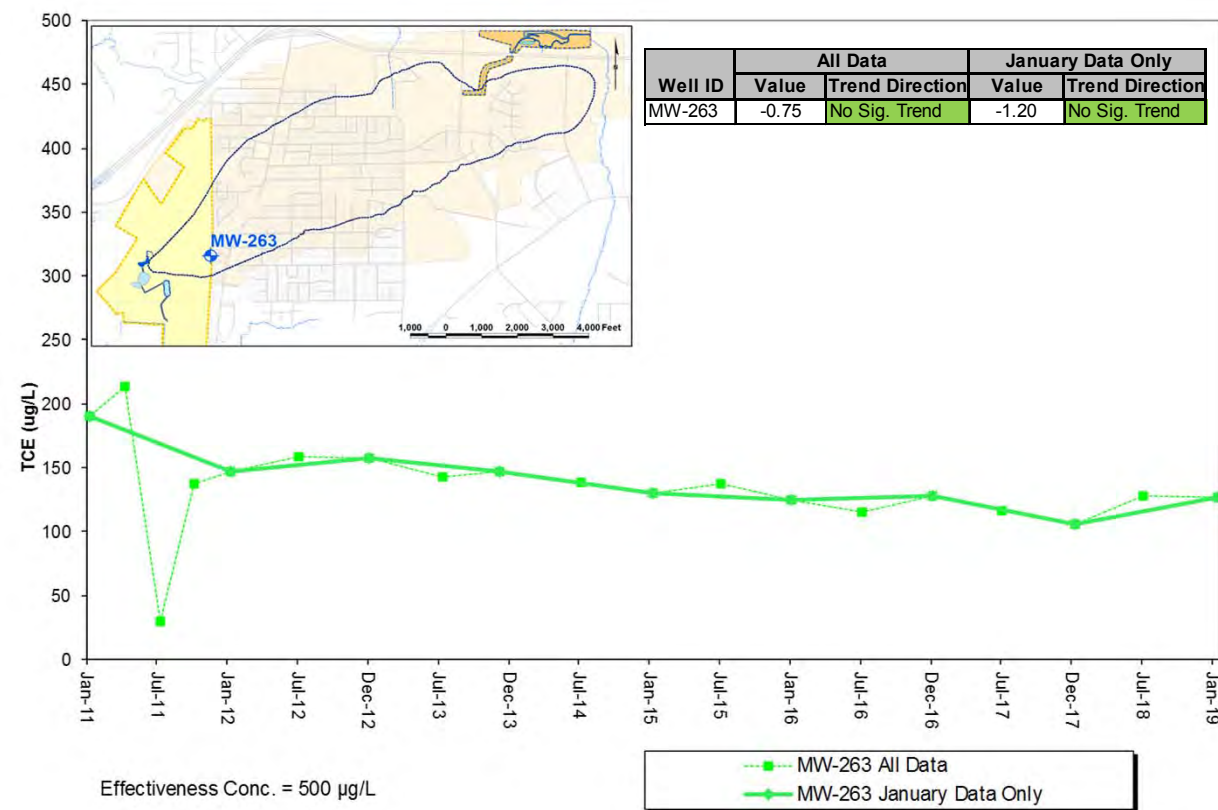 500
450
400
350
300
250
200
150
100
50
0
TCE (ug/L)
MW-263
1,000 0 1,000 2,000 3,000 4,000 Feet
All Data January Data Only
Well ID Value Trend Direction Value Trend Direction
MW-263 -0.75 No Sig. Trend -1.20 No Sig. Trend
Jan-11 Jul-11 Jan-12 Jul-12 Dec-12 Jul-13 Dec-13 Jul-14 Jan-15 Jul-15 Jan-16 Jul-16 Dec-16 Jul-17 Dec-17 Jul-18 Jan-19
Effectiveness Conc. = 500 µg/L
MW-263 All Data
MW-263 January Data Only